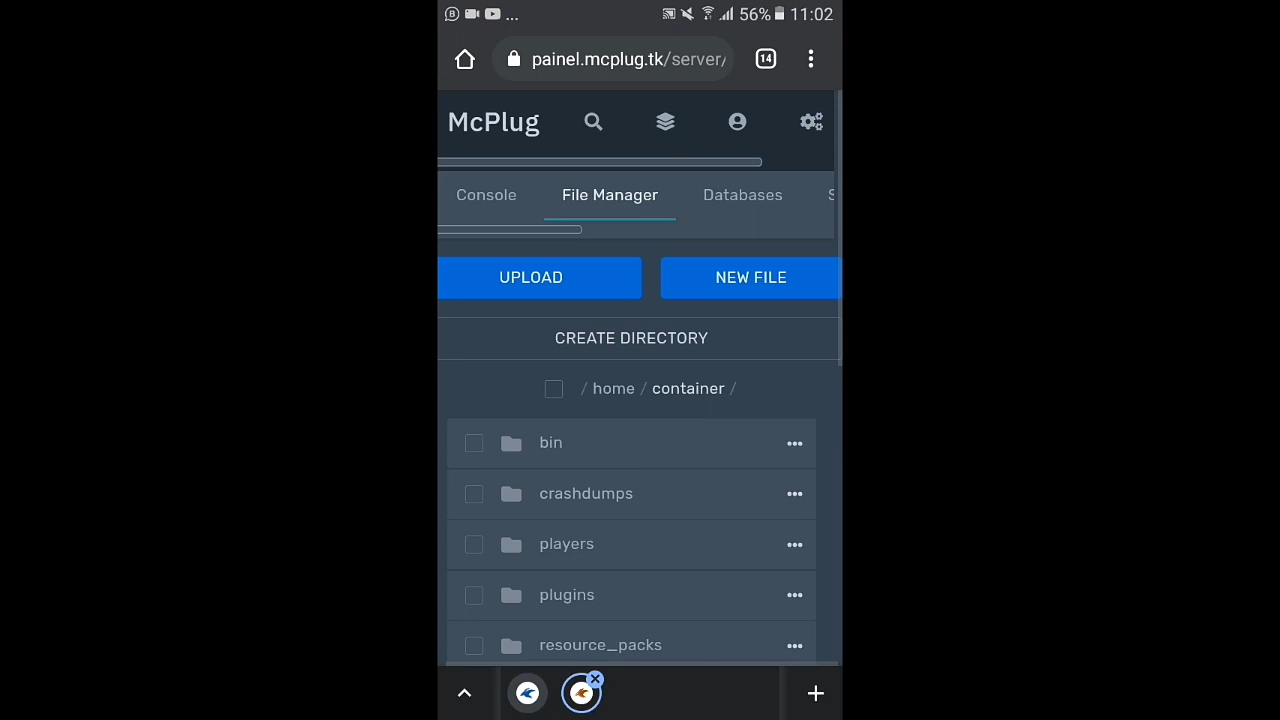 ... 56% 11:02
painel.mcplug.tk/server/ 14
McPlug
Console File Manager Databases S
UPLOAD NEW FILE
CREATE DIRECTORY
/ home / container /
bin
crashdumps
players
plugins
resource_packs